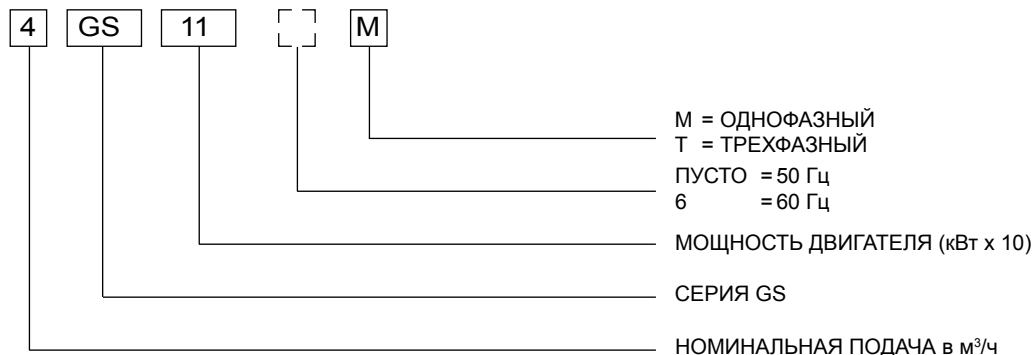 4 GS 11 M
М = ОДНОФАЗНЫЙ
Т = ТРЕХФАЗНЫЙ
ПУСТО = 50 Гц
6 = 60 Гц
МОЩНОСТЬ ДВИГАТЕЛЯ (кВт x 10)
СЕРИЯ GS
НОМИНАЛЬНАЯ ПОДАЧА в м³/ч